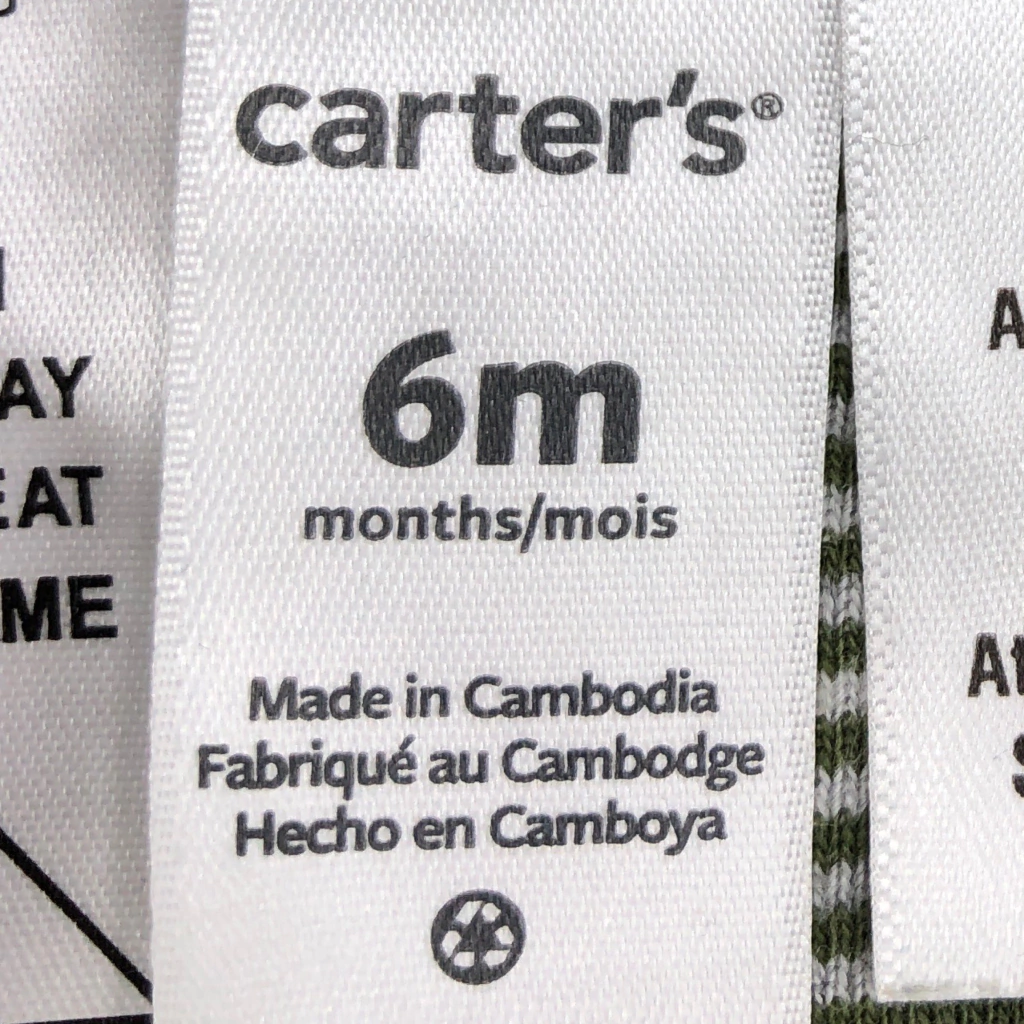 carter's®
6m
months/mois
Made in Cambodia
Fabriqué au Cambodge
Hecho en Camboya
AY
EAT
ME
A